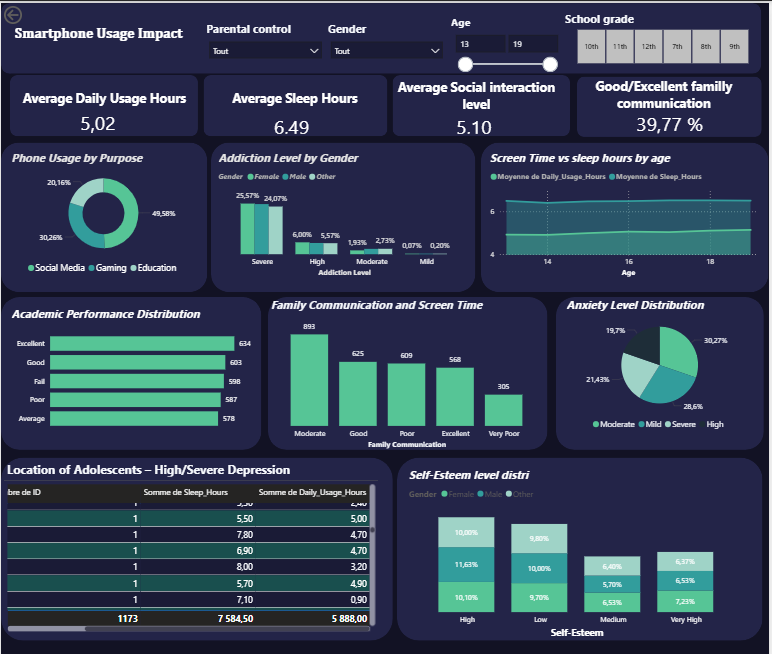 Smartphone Usage Impact
Parental control
Tout
Gender
Tout
Age
13
19
School grade
10th
11th
12th
7th
8th
9th
Average Daily Usage Hours
5,02
Average Sleep Hours
6.49
Average Social interaction
level
5.10
Good/Excellent familly
communication
39,77 %
Phone Usage by Purpose
20,16%
49,58%
30,26%
Social Media
Gaming
Education
Addiction Level by Gender
Gender
Female
Male
Other
25,57%
24,07%
6,00%
5,57%
1,93%
2,73%
0,07%
0,20%
Severe
High
Moderate
Mild
Addiction Level
Screen Time vs sleep hours by age
Moyenne de Daily_Usage_Hours
Moyenne de Sleep_Hours
6
4
14
16
18
Age
Academic Performance Distribution
Excellent 634
Good 603
Fail 598
Poor 587
Average 578
Family Communication and Screen Time
893
625
609
568
305
Moderate
Good
Poor
Excellent
Very Poor
Family Communication
Anxiety Level Distribution
19,7%
30,27%
21,43%
28,6%
Moderate
Mild
Severe
High
Location of Adolescents – High/Severe Depression
bre de ID
Somme de Sleep_Hours
Somme de Daily_Usage_Hours
1 5,50 5,00
1 7,80 4,70
1 6,90 4,70
1 8,00 3,20
1 5,70 4,90
1 7,10 0,90
1173 7 584,50 5 888,00
Self-Esteem level distri
Gender
Female
Male
Other
10,00%
11,63%
10,10%
9,80%
10,00%
9,70%
6,40%
5,70%
6,53%
6,37%
6,53%
7,23%
High
Low
Medium
Very High
Self-Esteem